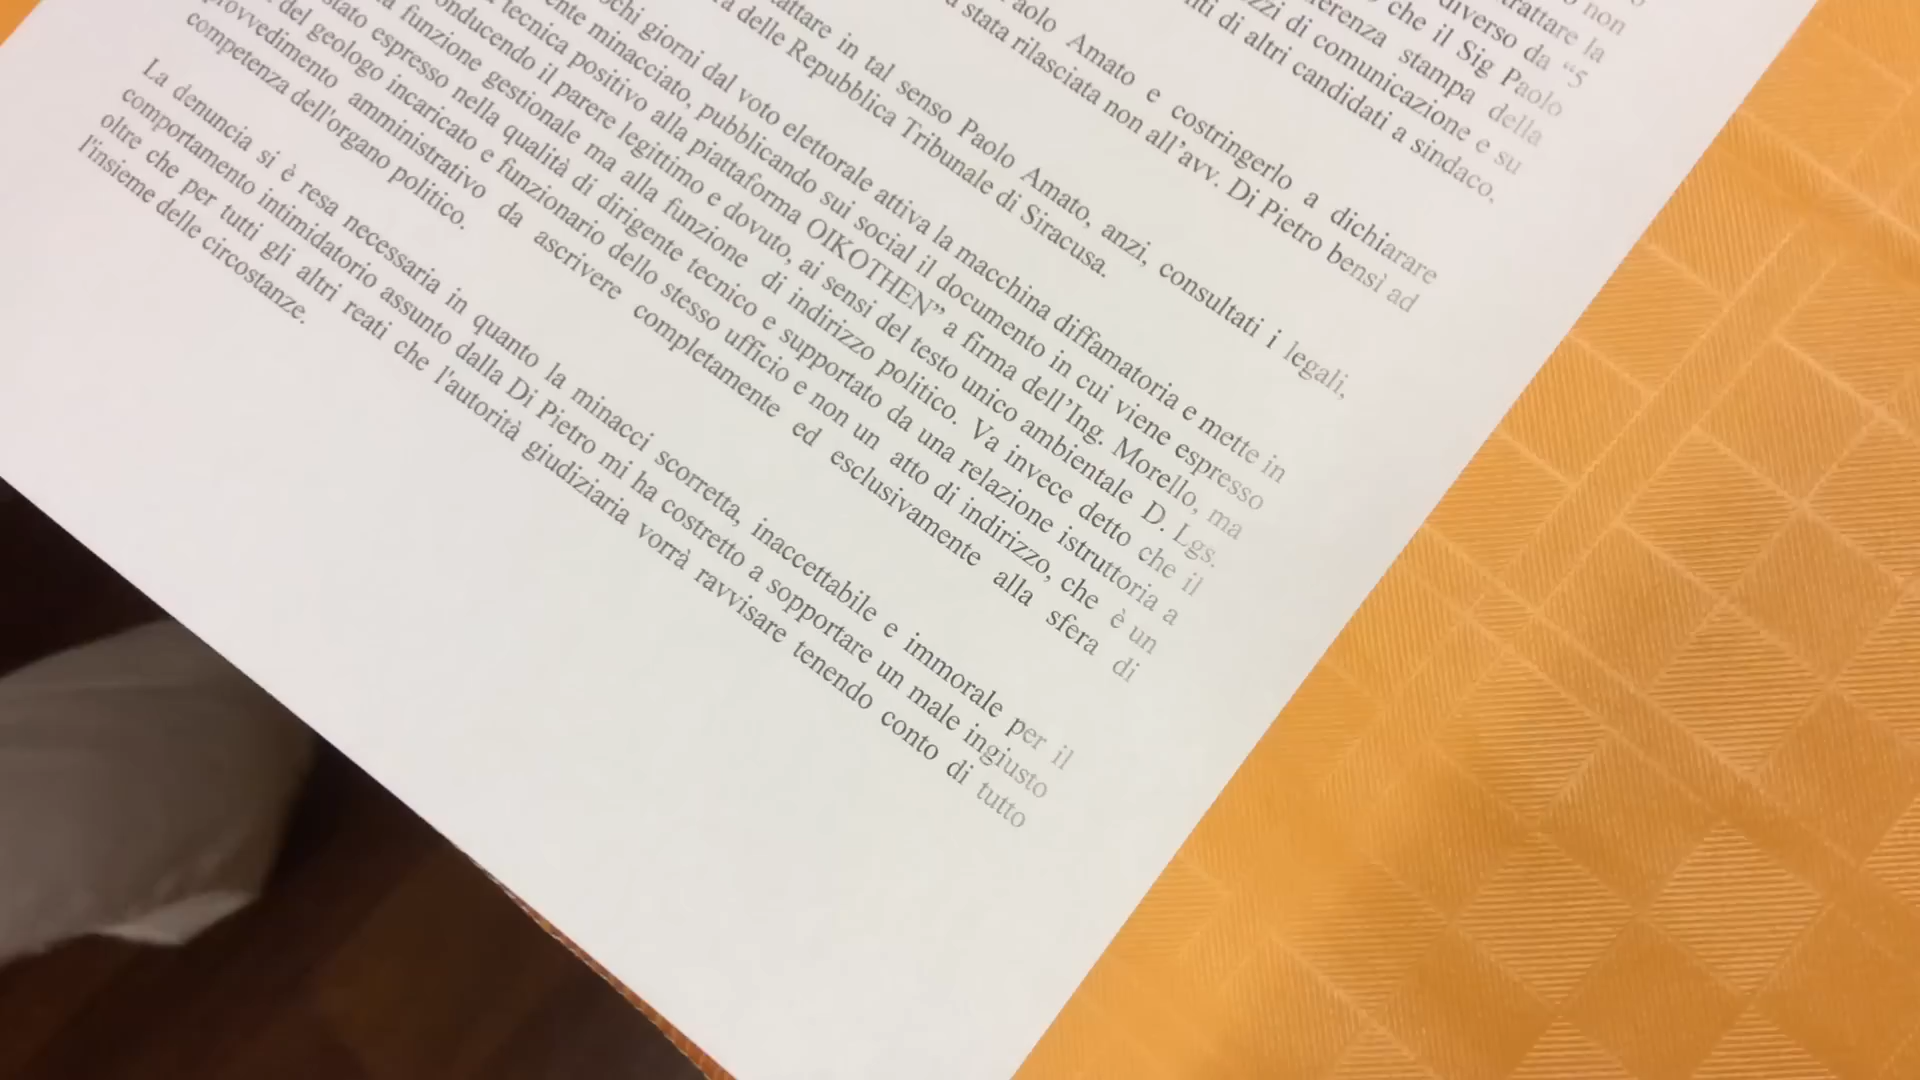 non
trattare la
diverso da “5
che il Sig Paolo
ferenza stampa della
zzi di comunicazione e su
nti di altri candidati a sindaco,
aolo Amato e costringerlo a dichiarare
stata rilasciata non all’avv. Di Pietro bensì ad
attare in tal senso Paolo Amato, anzi, consultati i legali,
delle Repubblica Tribunale di Siracusa.
ochi giorni dal voto elettorale attiva la macchina diffamatoria e mette in
ente minacciato, pubblicando sui social il documento in cui viene espresso
tecnica positivo alla piattaforma OIKOTHEN” a firma dell’Ing. Morello, ma
onducendo il parere legittimo e dovuto, ai sensi del testo unico ambientale D. Lgs.
funzione gestionale ma alla funzione di indirizzo politico. Va invece detto che il
stato espresso nella qualità di dirigente tecnico e supportato da una relazione istruttoria a
del geologo incaricato e funzionario dello stesso ufficio e non un atto di indirizzo, che è un
provvedimento amministrativo da ascrivere completamente ed esclusivamente alla sfera di
competenza dell'organo politico.
La denuncia si è resa necessaria in quanto la minacci scorretta, inaccettabile e immorale per il
comportamento intimidatorio assunto dalla Di Pietro mi ha costretto a sopportare un male ingiusto
oltre che per tutti gli altri reati che l'autorità giudiziaria vorrà ravvisare tenendo conto di tutto
l'insieme delle circostanze.